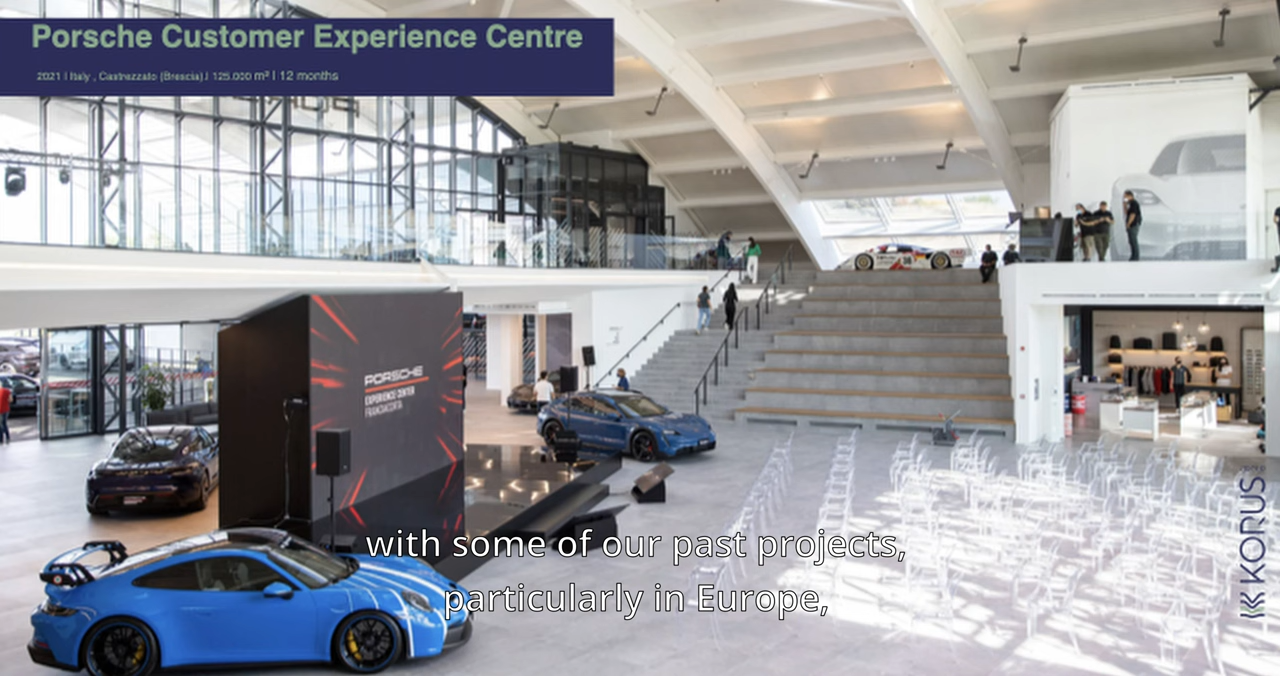 Porsche Customer Experience Centre
2021 | Italy , Castrezzato (Brescia) | 125.000 m² | 12 months
PORSCHE
EXPERIENCE CENTER
FRANCIACORTA
with some of our past projects,
particularly in Europe,
KORUS